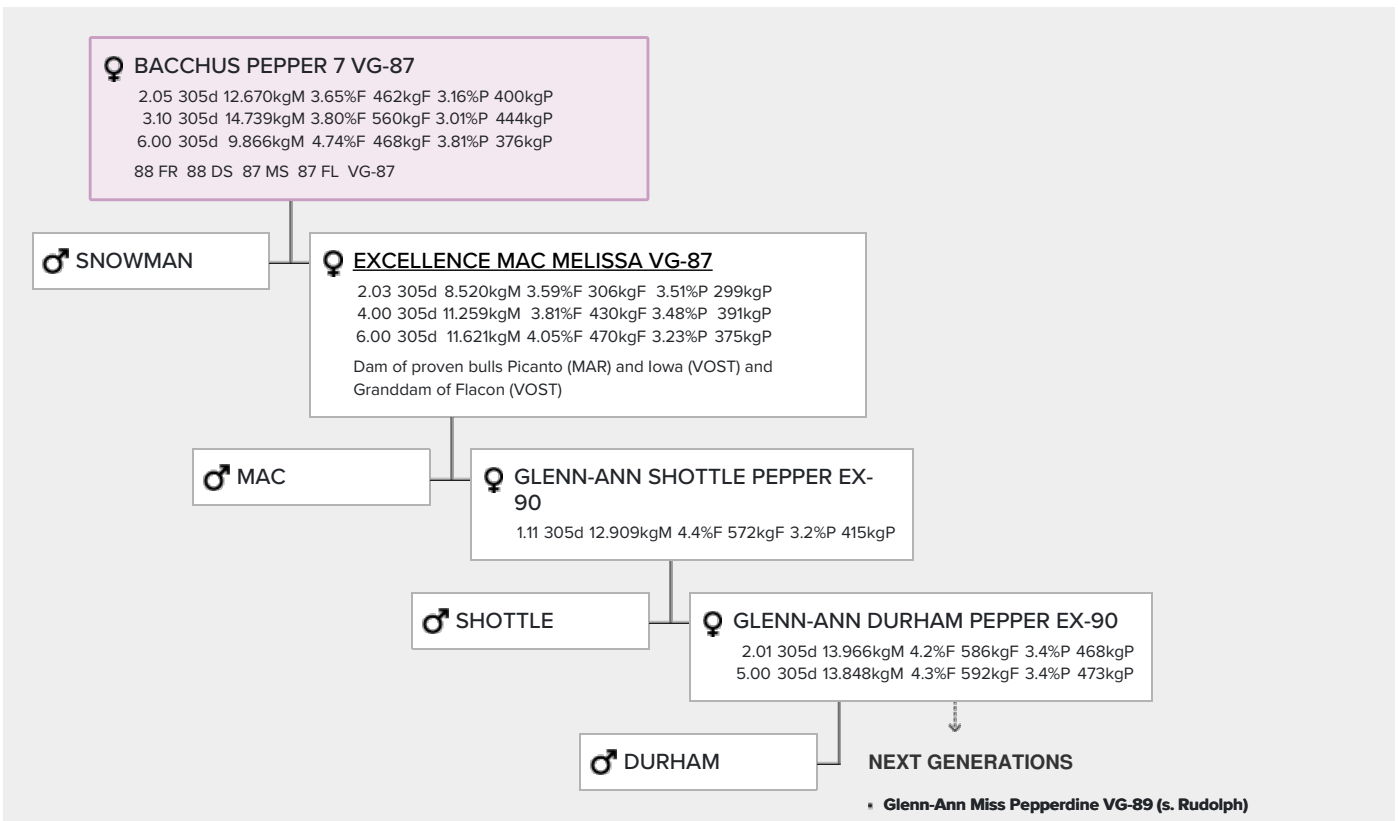 BACCHUS PEPPER 7 VG-87
2.05 305d 12.670kgM 3.65%F 462kgF 3.16%P 400kgP
3.10 305d 14.739kgM 3.80%F 560kgF 3.01%P 444kgP
6.00 305d 9.866kgM 4.74%F 468kgF 3.81%P 376kgP
88 FR 88 DS 87 MS 87 FL VG-87
SNOWMAN
EXCELLENCE MAC MELISSA VG-87
2.03 305d 8.520kgM 3.59%F 306kgF 3.51%P 299kgP
4.00 305d 11.259kgM 3.81%F 430kgF 3.48%P 391kgP
6.00 305d 11.621kgM 4.05%F 470kgF 3.23%P 375kgP
Dam of proven bulls Picanto (MAR) and Iowa (VOST) and
Granddam of Flacon (VOST)
MAC
GLENN-ANN SHOTTLE PEPPER EX-
90
1.11 305d 12.909kgM 4.4%F 572kgF 3.2%P 415kgP
SHOTTLE
GLENN-ANN DURHAM PEPPER EX-90
2.01 305d 13.966kgM 4.2%F 586kgF 3.4%P 468kgP
5.00 305d 13.848kgM 4.3%F 592kgF 3.4%P 473kgP
DURHAM
NEXT GENERATIONS
• Glenn-Ann Miss Pepperdine VG-89 (s. Rudolph)